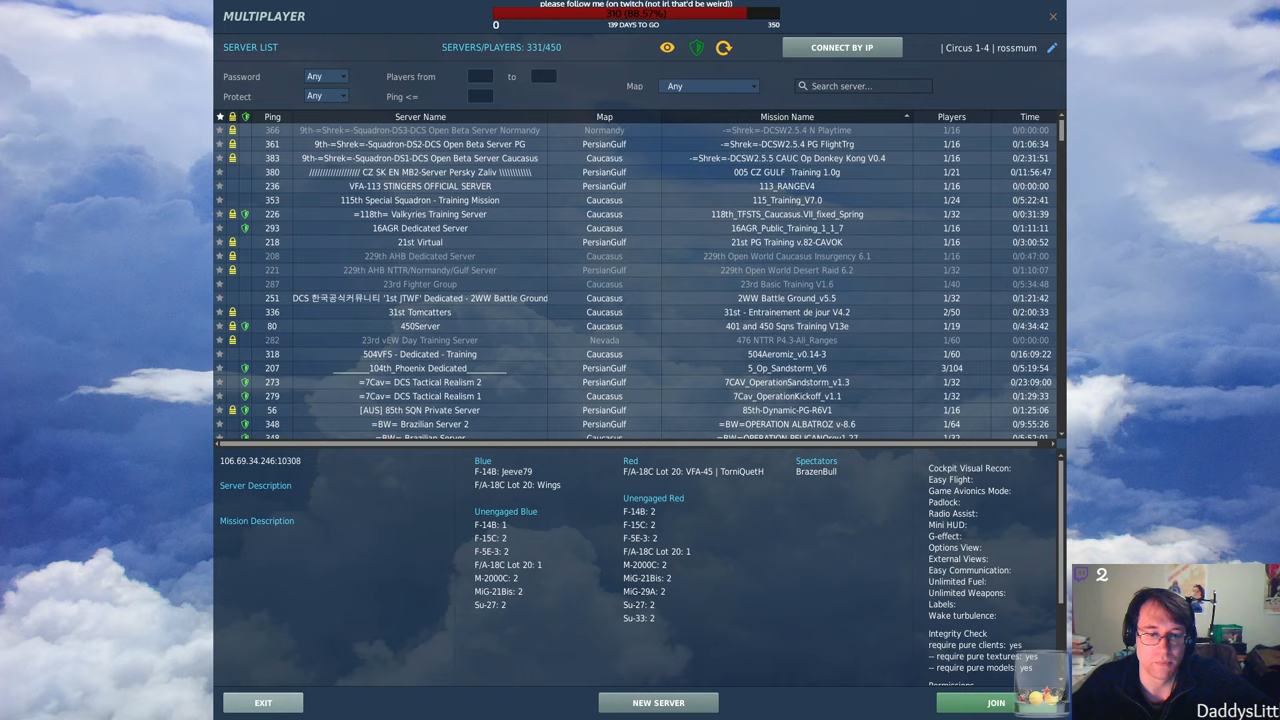 please follow me (on twitch (not irl that'd be weird))
310 (88.57%)
0 139 DAYS TO GO 350
MULTIPLAYER
SERVER LIST SERVERS/PLAYERS: 331/450 CONNECT BY IP | Circus 1-4 | rossmum
Password Any Players from to Map Any Search server...
Protect Any Ping <=
Ping Server Name Map Mission Name Players Time
366 9th-=Shrek=-Squadron-DS3-DCS Open Beta Server Normandy Normandy -=Shrek=-DCSW2.5.4 N Playtime 1/16 0/0:00:00
361 9th-=Shrek=-Squadron-DS2-DCS Open Beta Server PG PersianGulf -=Shrek=-DCSW2.5.4 PG FlightTrg 1/16 0/1:06:34
383 9th-=Shrek=-Squadron-DS1-DCS Open Beta Server Caucasus Caucasus -=Shrek=-DCSW2.5.5 CAUC Op Donkey Kong V0.4 1/16 0/2:31:51
380 /////////////////// CZ SK EN MB2-Server Persky Zaliv \\\\\\\\\\\\ PersianGulf 005 CZ GULF Training 1.0g 1/21 0/11:56:47
236 VFA-113 STINGERS OFFICIAL SERVER PersianGulf 113_RANGEV4 1/16 0/0:00:00
353 115th Special Squadron - Training Mission Caucasus 115_Training_V7.0 1/24 0/5:22:41
226 =118th= Valkyries Training Server Caucasus 118th_TFSTS_Caucasus.VII_fixed_Spring 1/32 0/0:31:39
293 16AGR Dedicated Server Caucasus 16AGR_Public_Training_1_1_7 1/16 0/1:11:11
218 21st Virtual PersianGulf 21st PG Training v.82-CAVOK 1/16 0/3:00:52
208 229th AHB Dedicated Server Caucasus 229th Open World Caucasus Insurgency 6.1 1/16 0/0:47:00
221 229th AHB NTTR/Normandy/Gulf Server PersianGulf 229th Open World Desert Raid 6.2 1/16 0/1:10:07
287 23rd Fighter Group Caucasus 23rd Basic Training V1.6 1/40 0/5:34:48
251 DCS 한국공식커뮤니티 '1st JTWF' Dedicated - 2WW Battle Ground Caucasus 2WW Battle Ground_v5.5 1/32 0/1:21:42
336 31st Tomcatters Caucasus 31st - Entrainement de jour V4.2 2/50 0/2:00:33
80 450Server Caucasus 401 and 450 Sqns Training V13e 1/19 0/4:34:42
282 23rd vEW Day Training Server Nevada 476 NTTR P4.3-All_Ranges 1/60 0/0:00:00
318 504VFS - Dedicated - Training Caucasus 504Aeromiz_v0.14-3 1/60 0/16:09:22
207 ________104th_Phoenix Dedicated________ PersianGulf 5_Op_Sandstorm_V6 3/104 0/5:19:54
273 =7Cav= DCS Tactical Realism 2 PersianGulf 7CAV_OperationSandstorm_v1.3 1/32 0/23:09:00
279 =7Cav= DCS Tactical Realism 1 Caucasus 7Cav_OperationKickoff_v1.1 1/32 0/1:29:33
56 [AUS] 85th SQN Private Server PersianGulf 85th-Dynamic-PG-R6V1 1/16 0/1:25:06
348 =BW= Brazilian Server 2 PersianGulf =BW=OPERATION ALBATROZ v-8.6 1/64 0/9:55:26
348 =BW= Brazilian Server Caucasus =BW=OPERATION PELICANOrev1.27 1/32 0/5:52:01
106.69.34.246:10308
Server Description
Mission Description
Blue
F-14B: Jeeve79
F/A-18C Lot 20: Wings
Unengaged Blue
F-14B: 1
F-15C: 2
F-5E-3: 2
F/A-18C Lot 20: 1
M-2000C: 2
MiG-21Bis: 2
Su-27: 2
Red
F/A-18C Lot 20: VFA-45 | TorniQuetH
Unengaged Red
F-14B: 2
F-15C: 2
F-5E-3: 2
F/A-18C Lot 20: 1
M-2000C: 2
MiG-21Bis: 2
MiG-29A: 2
Su-27: 2
Su-33: 2
Spectators
BrazenBull
Cockpit Visual Recon:
Easy Flight:
Game Avionics Mode:
Padlock:
Radio Assist:
Mini HUD:
G-effect:
Options View:
External Views:
Easy Communication:
Unlimited Fuel:
Unlimited Weapons:
Labels:
Wake turbulence:
Integrity Check
require pure clients: yes
-- require pure textures: yes
-- require pure models: yes
Permissions
EXIT NEW SERVER JOIN
2
DaddysLitt